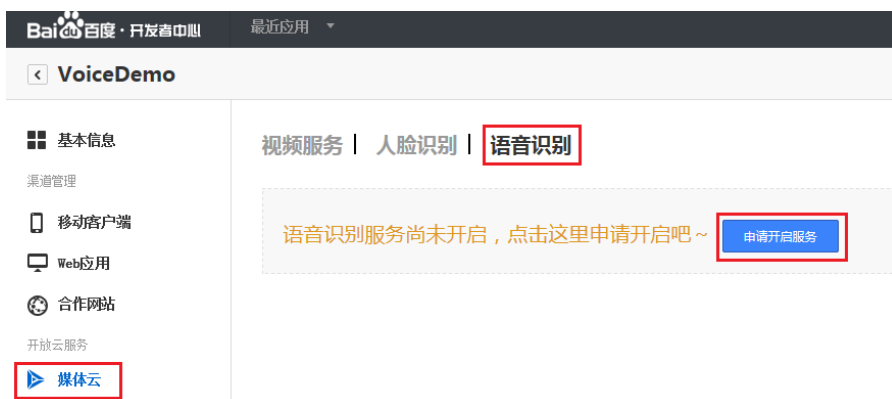 Bai du 百度·开发者中心 最近应用
VoiceDemo
基本信息
渠道管理
移动客户端
Web应用
合作网站
开放云服务
媒体云
视频服务 人脸识别 语音识别
语音识别服务尚未开启，点击这里申请开启吧～ 申请开启服务